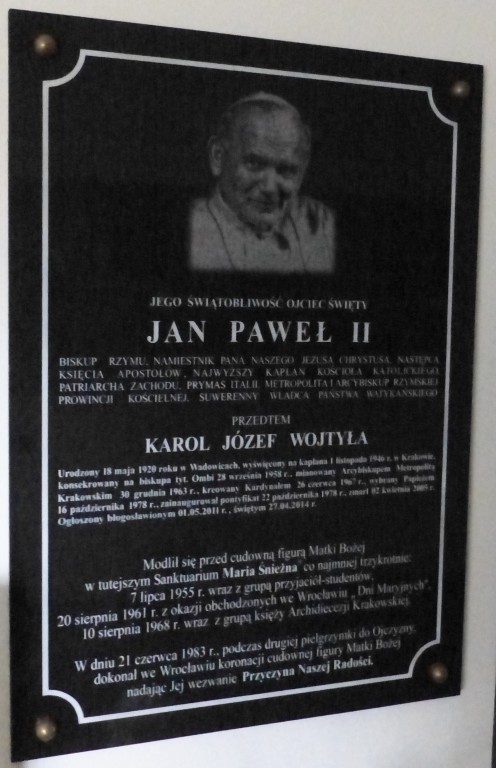 JEGO ŚWIĄTOBLIWOŚĆ OJCIEC ŚWIĘTY
JAN PAWEŁ II
BISKUP RZYMU, NAMIESTNIK PANA NASZEGO JEZUSA CHRYSTUSA, NASTĘPCA
KSIĘCIA APOSTOŁÓW, NAJWYŻSZY KAPŁAN KOŚCIOŁA KATOLICKIEGO,
PATRIARCHA ZACHODU, PRYMAS ITALII, METROPOLITA I ARCYBISKUP RZYMSKIEJ
PROWINCJI KOŚCIELNEJ, SUWERENNY WŁADCA PAŃSTWA WATYKAŃSKIEGO
PRZEDTEM
KAROL JÓZEF WOJTYŁA
Urodzony 18 maja 1920 roku w Wadowicach, wyświęcony na kapłana 1 listopada 1946 r. w Krakowie,
konsekrowany na biskupa tyt. Ombi 28 września 1958 r., mianowany Arcybiskupem Metropolitą
Krakowskim 30 grudnia 1963 r., kreowany Kardynałem 26 czerwca 1967 r., wybrany Papieżem
16 października 1978 r., zainaugurował pontyfikat 22 października 1978 r., zmarł 02 kwietnia 2005 r.
Ogłoszony błogosławionym 01.05.2011 r., świętym 27.04.2014 r.
Modlił się przed cudowną figurą Matki Bożej
w tutejszym Sanktuarium Maria Śnieżna co najmniej trzykrotnie:
7 lipca 1955 r. wraz z grupą przyjaciół-studentów,
20 sierpnia 1961 r. z okazji obchodzonych we Wrocławiu „Dni Maryjnych",
10 sierpnia 1968 r. wraz z grupą księży Archidiecezji Krakowskiej.
W dniu 21 czerwca 1983 r., podczas drugiej pielgrzymki do Ojczyzny,
dokonał we Wrocławiu koronacji cudownej figury Matki Bożej
nadając Jej wezwanie Przyczyna Naszej Radości.